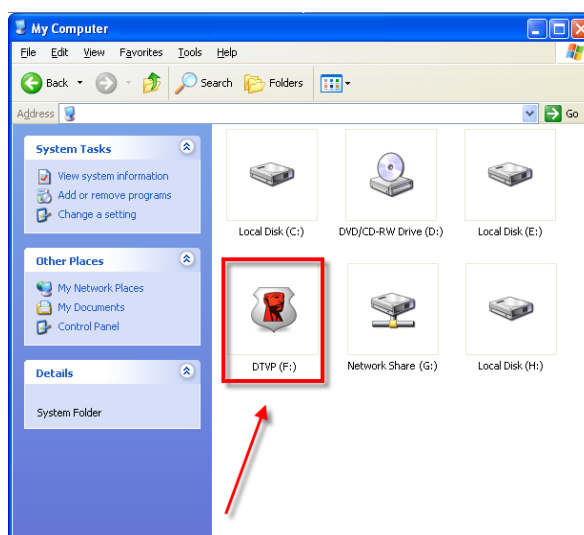 My Computer
File Edit View Favorites Tools Help
Back Search Folders
Address Go
System Tasks
View system information
Add or remove programs
Change a setting
Other Places
My Network Places
My Documents
Control Panel
Details
System Folder
Local Disk (C:) DVD/CD-RW Drive (D:) Local Disk (E:)
DTVP (F:) Network Share (G:) Local Disk (H:)